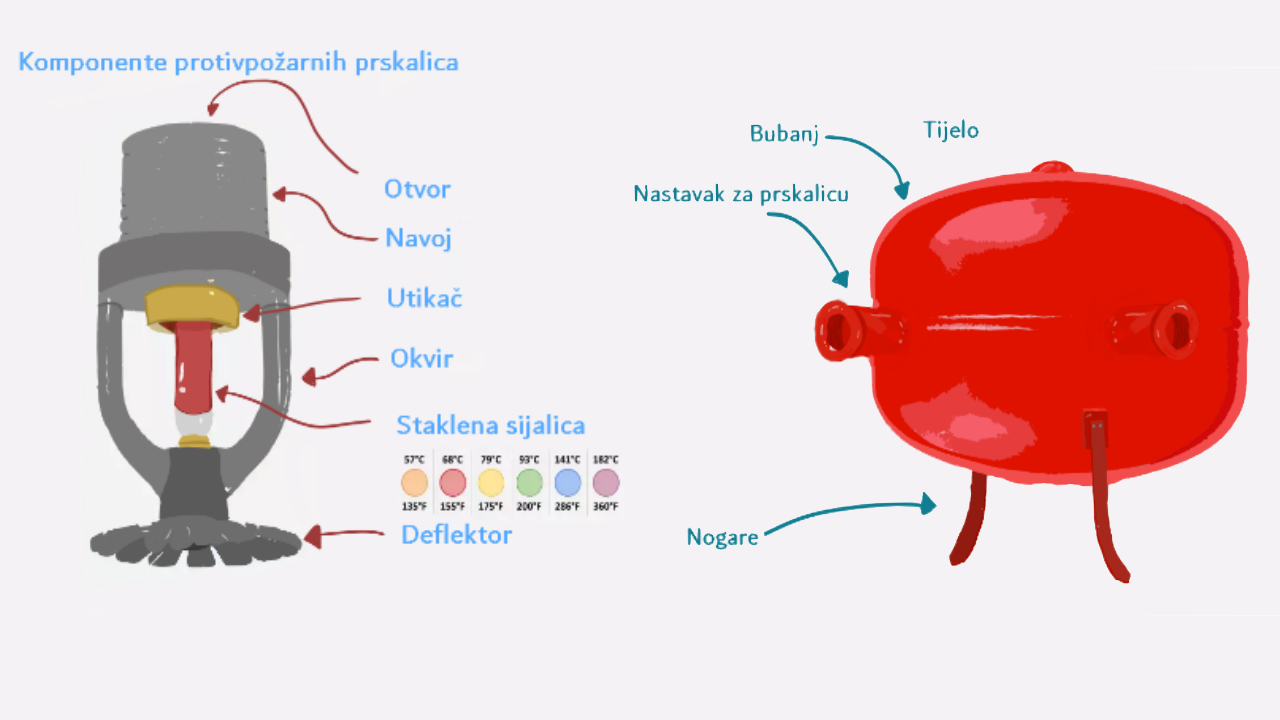 Komponente protivpožarnih prskalica
Otvor
Navoj
Utikač
Okvir
Staklena sijalica
57°C 68°C 79°C 93°C 141°C 182°C
135°F 155°F 175°F 200°F 286°F 360°F
Deflektor
Bubanj
Tijelo
Nastavak za prskalicu
Nogare